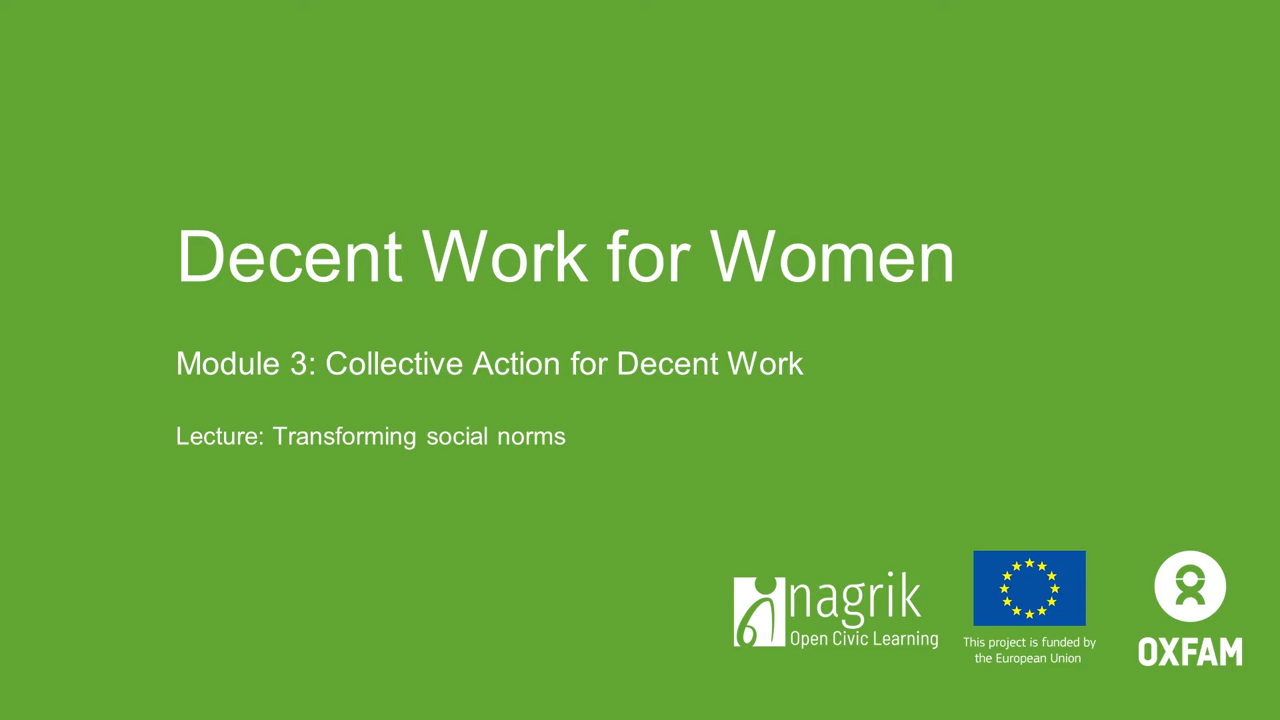 Decent Work for Women
Module 3: Collective Action for Decent Work
Lecture: Transforming social norms
nagrik
Open Civic Learning
This project is funded by
the European Union
OXFAM